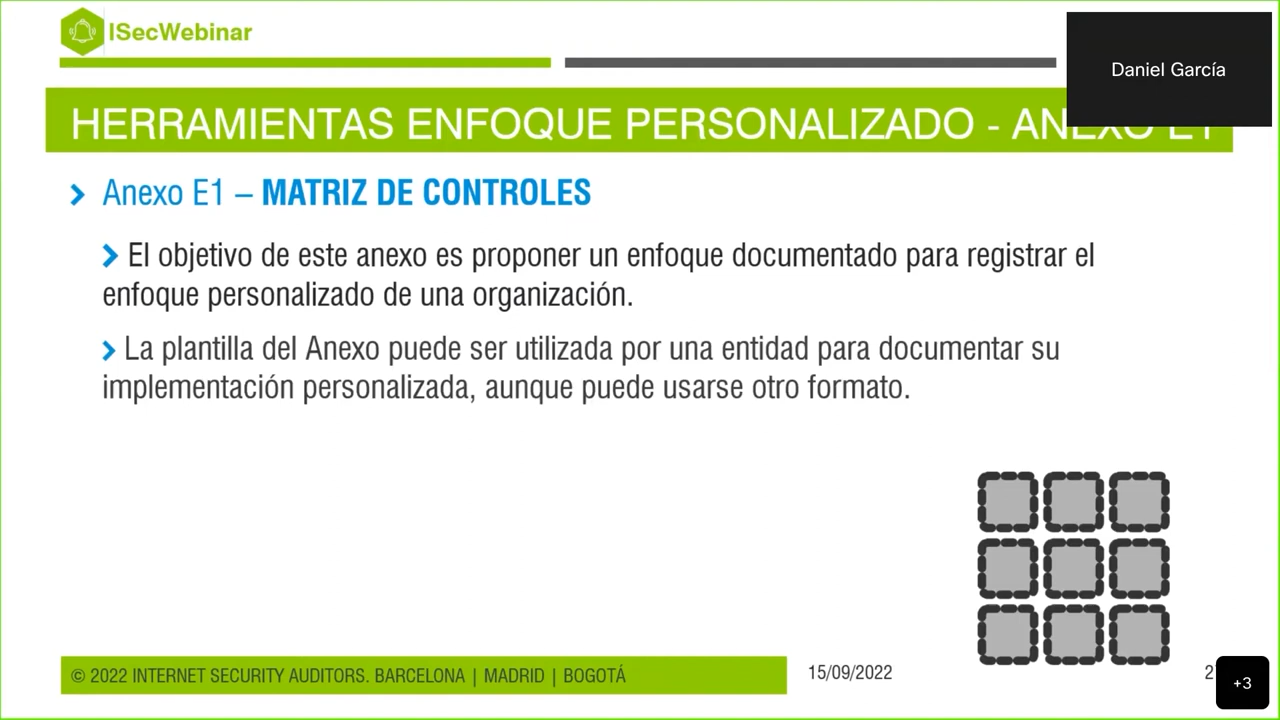 ISecWebinar
Daniel García
HERRAMIENTAS ENFOQUE PERSONALIZADO - ANEXO E1
Anexo E1 – MATRIZ DE CONTROLES
El objetivo de este anexo es proponer un enfoque documentado para registrar el
enfoque personalizado de una organización.
La plantilla del Anexo puede ser utilizada por una entidad para documentar su
implementación personalizada, aunque puede usarse otro formato.
© 2022 INTERNET SECURITY AUDITORS. BARCELONA | MADRID | BOGOTÁ
15/09/2022
+3